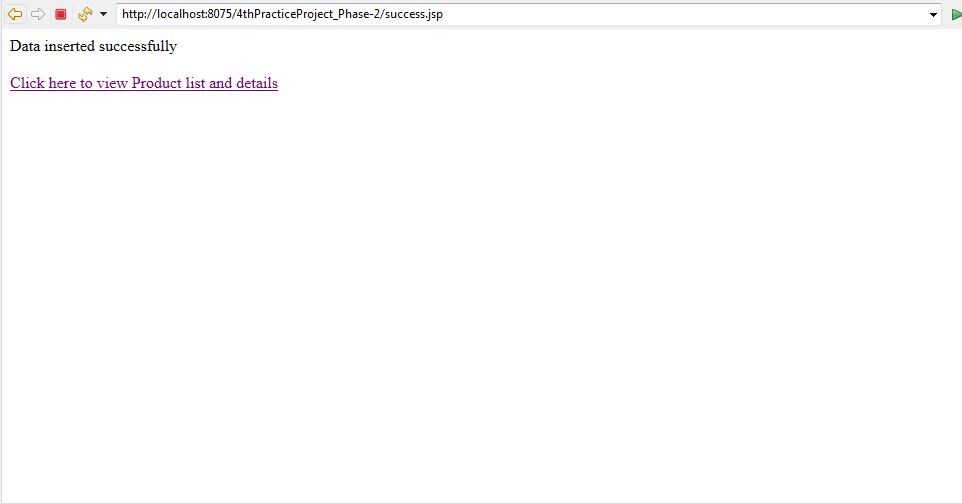 http://localhost:8075/4thPracticeProject_Phase-2/success.jsp
Data inserted successfully
Click here to view Product list and details